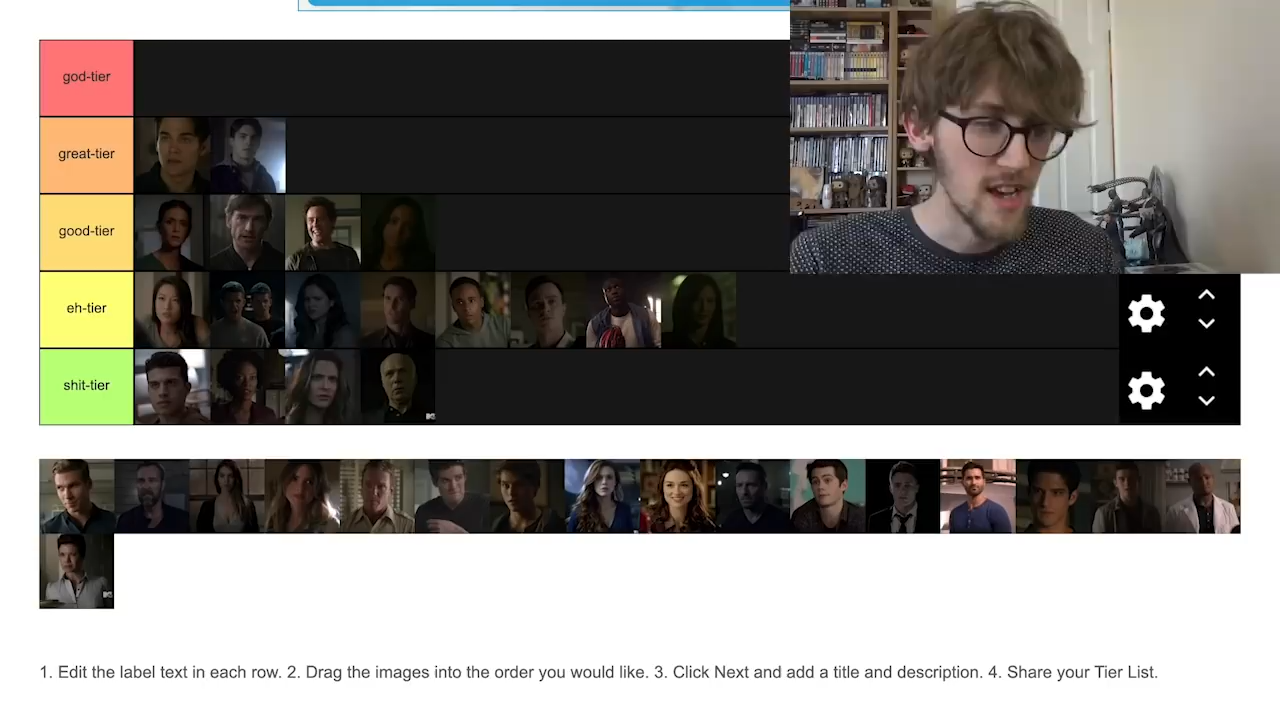 god-tier
great-tier
good-tier
eh-tier
shit-tier
1. Edit the label text in each row. 2. Drag the images into the order you would like. 3. Click Next and add a title and description. 4. Share your Tier List.